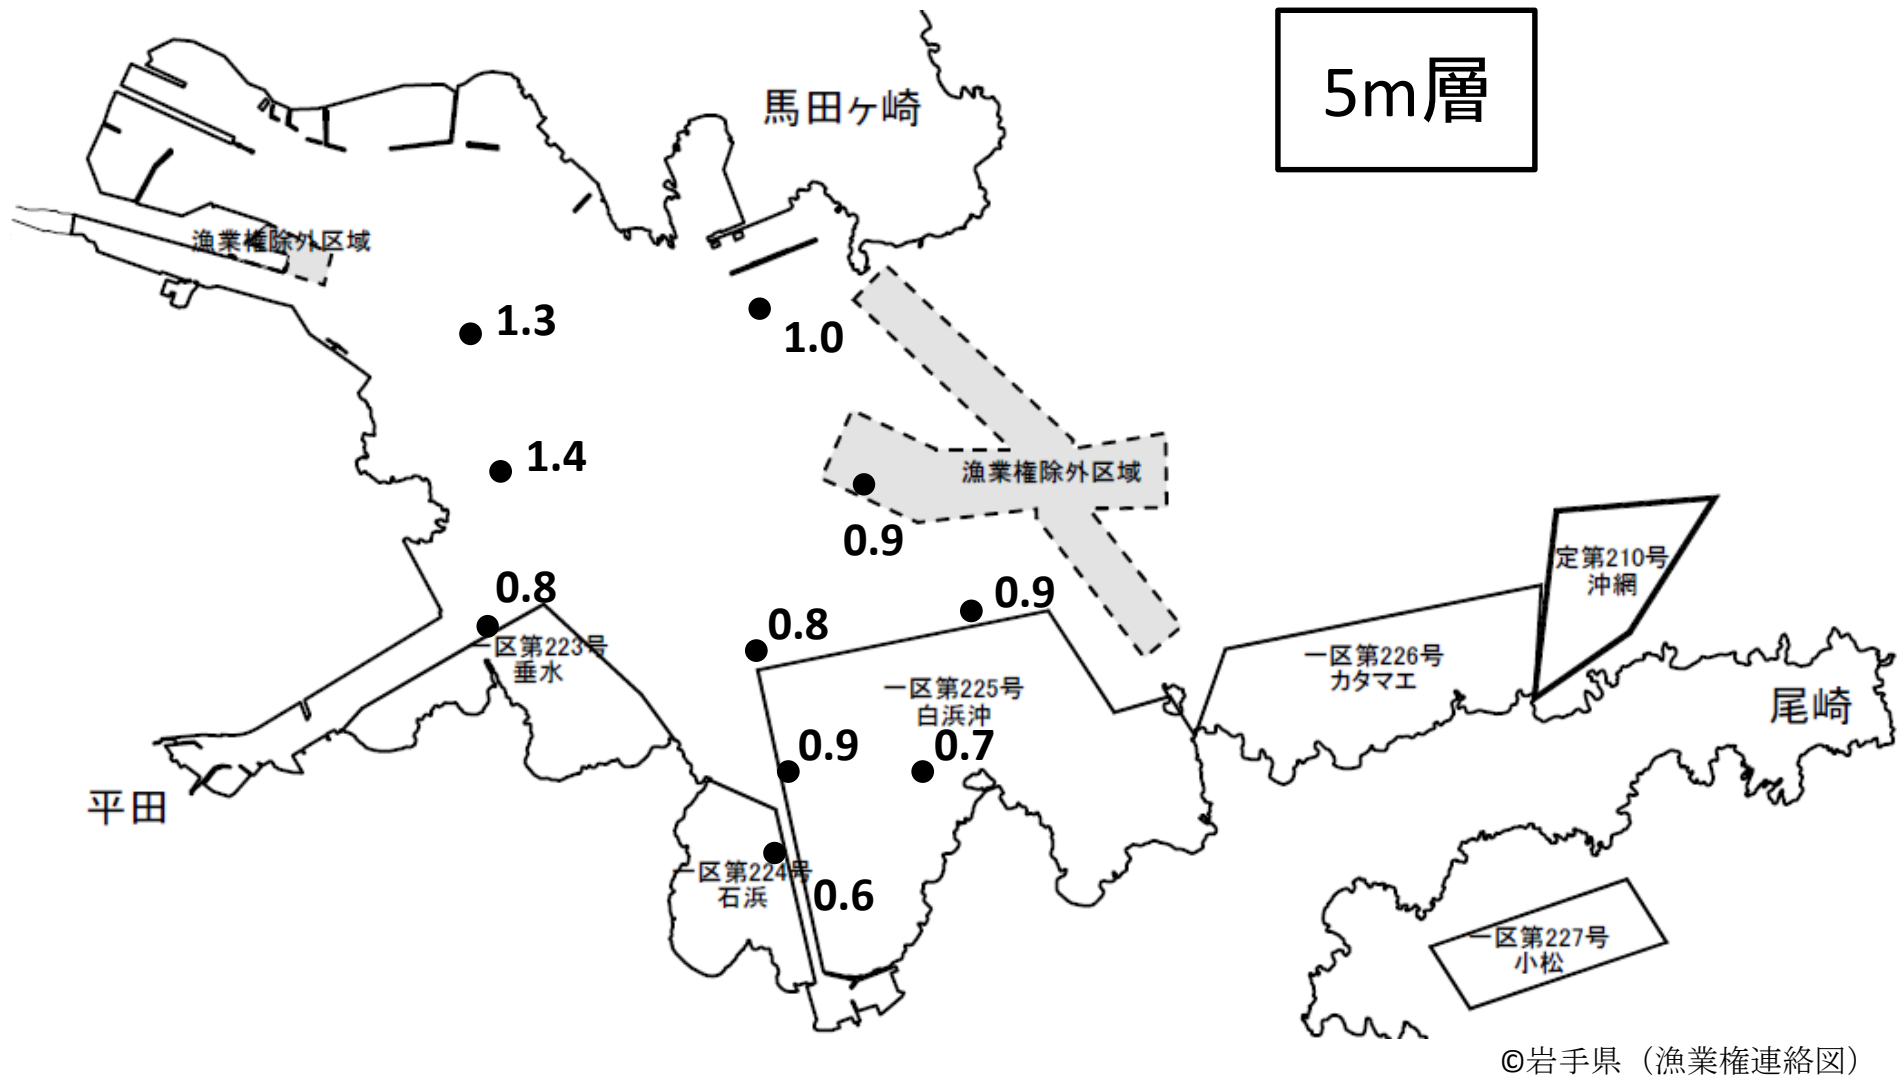 5m層
馬田ヶ崎
漁業権除外区域
1.3
1.0
1.4
漁業権除外区域
0.9
定第210号
沖網
0.8
0.9
0.8
一区第223号
垂水
一区第226号
カタマエ
一区第225号
白浜沖
尾崎
0.9
0.7
平田
一区第224号
石浜
0.6
一区第227号
小松
©岩手県（漁業権連絡図）